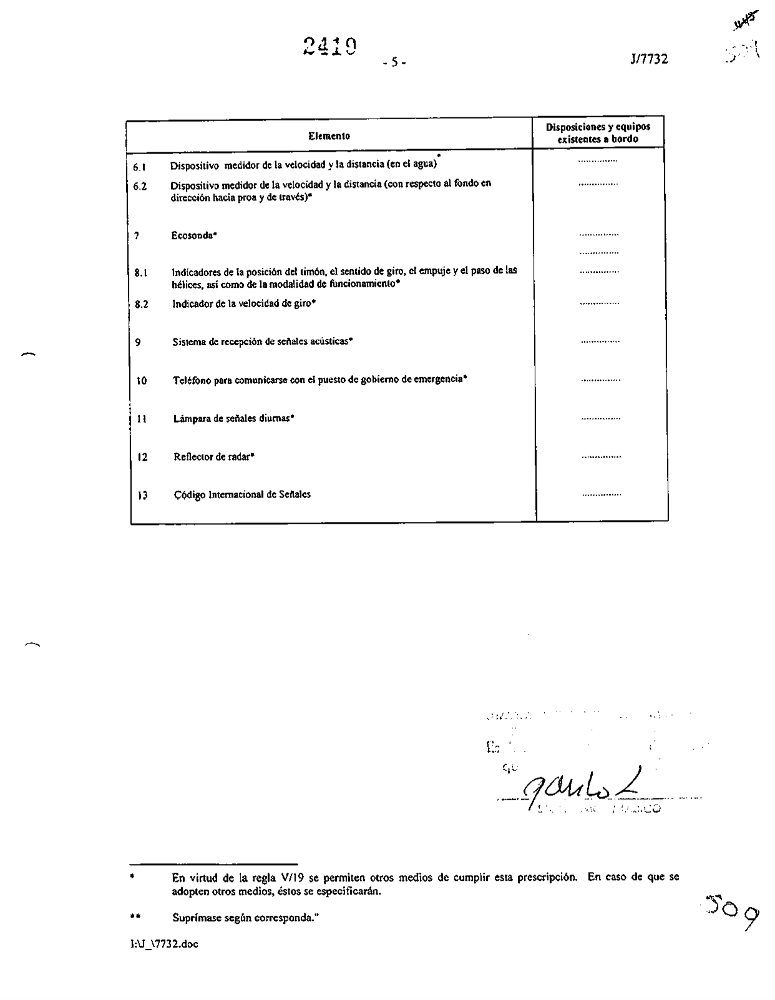 2419
- 5 -
J/7732
Elemento
Disposiciones y equipos
existentes a bordo
6.1 Dispositivo medidor de la velocidad y la distancia (en el agua)*
..............
6.2 Dispositivo medidor de la velocidad y la distancia (con respecto al fondo en
dirección hacia proa y de través)*
..............
7 Ecosonda*
..............
..............
8.1 Indicadores de la posición del timón, el sentido de giro, el empuje y el paso de las
hélices, así como de la modalidad de funcionamiento*
..............
8.2 Indicador de la velocidad de giro*
..............
9 Sistema de recepción de señales acústicas*
..............
10 Teléfono para comunicarse con el puesto de gobierno de emergencia*
..............
11 Lámpara de señales diurnas*
..............
12 Reflector de radar*
..............
13 Código Internacional de Señales
..............
* En virtud de la regla V/19 se permiten otros medios de cumplir esta prescripción. En caso de que se
adopten otros medios, éstos se especificarán.
509
** Suprímase según corresponda."
I:\J_\7732.doc